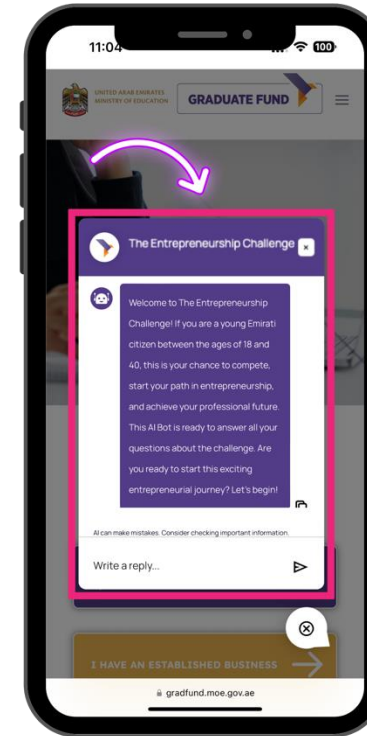 11:04
100
UNITED ARAB EMIRATES
MINISTRY OF EDUCATION
GRADUATE FUND
The Entrepreneurship Challenge
Welcome to The Entrepreneurship
Challenge! If you are a young Emirati
citizen between the ages of 18 and
40, this is your chance to compete,
start your path in entrepreneurship,
and achieve your professional future.
This AI Bot is ready to answer all your
questions about the challenge. Are
you ready to start this exciting
entrepreneurial journey? Let's begin!
AI can make mistakes. Consider checking important information.
Write a reply...
I HAVE AN ESTABLISHED BUSINESS
gradfund.moe.gov.ae